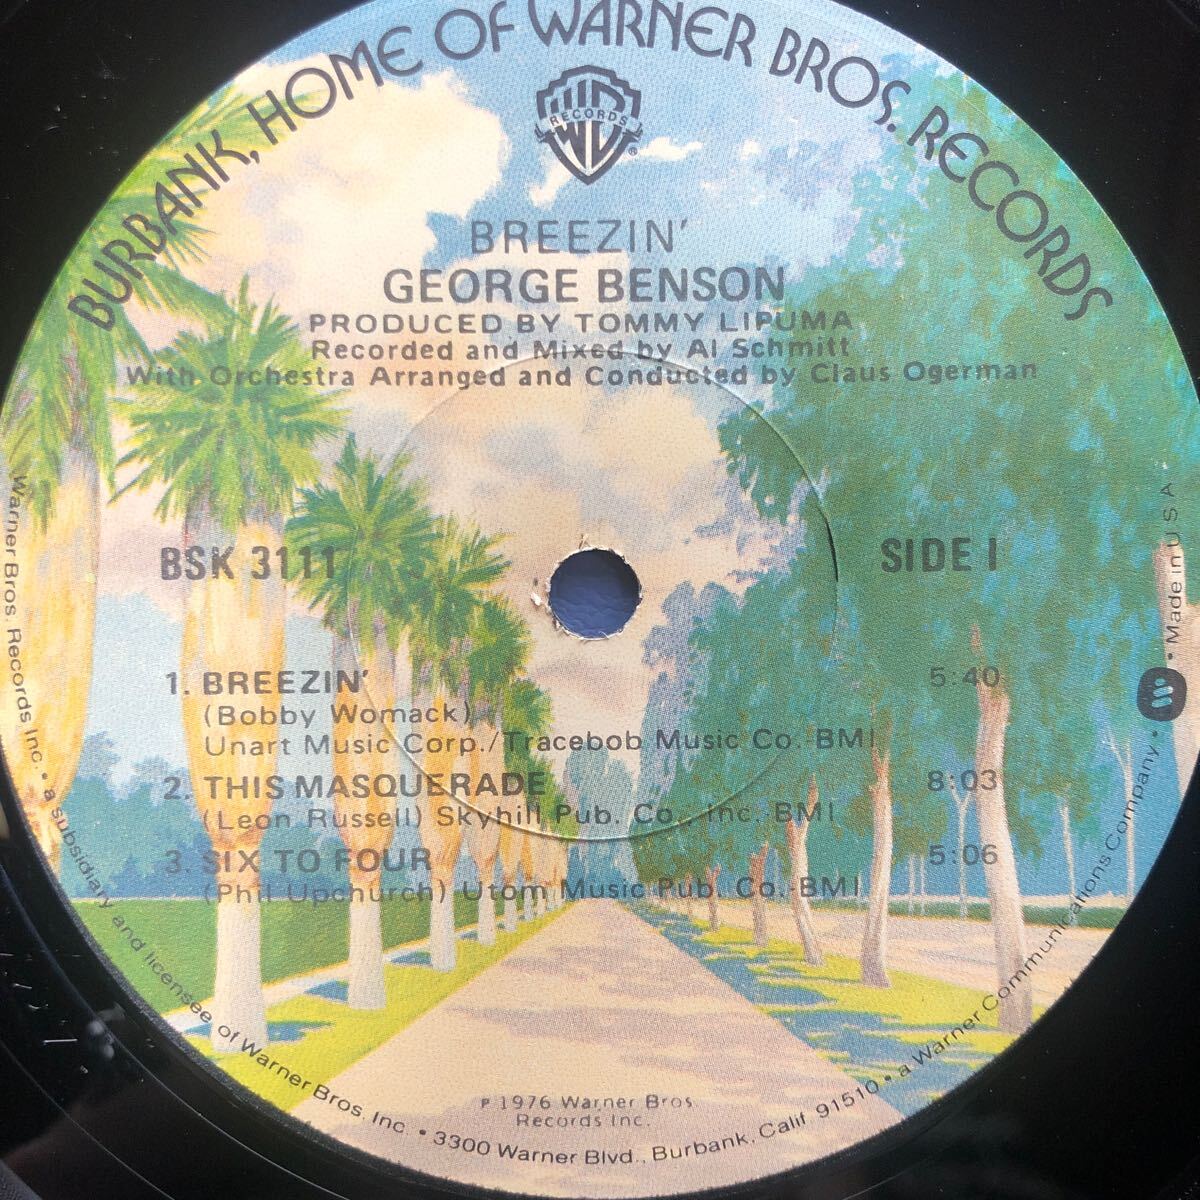 BURBANK, HOME OF WARNER BROS. RECORDS
RECORDS
®
BREEZIN'
GEORGE BENSON
PRODUCED BY TOMMY LIPUMA
Recorded and Mixed by Al Schmitt
With Orchestra Arranged and Conducted by Claus Ogerman
BSK 3111
SIDE 1
1. BREEZIN' 5:40
(Bobby Womack)
Unart Music Corp./Tracebob Music Co.-BMI
2. THIS MASQUERADE 8:03
(Leon Russell) Skyhill Pub. Co., Inc.-BMI
3. SIX TO FOUR 5:06
(Phil Upchurch) Utom Music Pub. Co.-BMI
℗ 1976 Warner Bros.
Records Inc.
Warner Bros. Records Inc. • a subsidiary and licensee of Warner Bros. Inc. • 3300 Warner Blvd., Burbank, Calif. 91510 • a Warner Communications Company • Made in U.S.A.